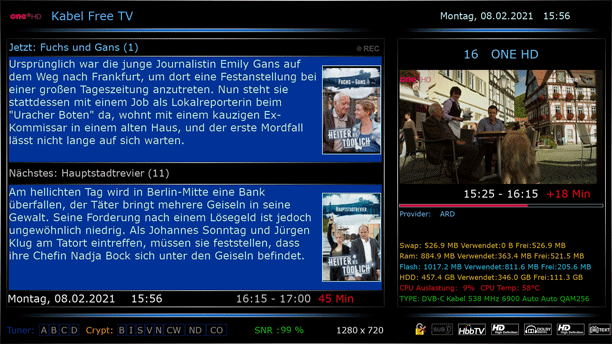 one HD Kabel Free TV
Montag, 08.02.2021 15:56
Jetzt: Fuchs und Gans (1)
REC
Ursprünglich war die junge Journalistin Emily Gans auf
dem Weg nach Frankfurt, um dort eine Festanstellung bei
einer großen Tageszeitung anzutreten. Nun steht sie
stattdessen mit einem Job als Lokalreporterin beim
"Uracher Boten" da, wohnt mit einem kauzigen Ex-
Kommissar in einem alten Haus, und der erste Mordfall
lässt nicht lange auf sich warten.
FUCHS UND GANS
HEITER
TÖDLICH
Nächstes: Hauptstadtrevier (11)
Am hellichten Tag wird in Berlin-Mitte eine Bank
überfallen, der Täter bringt mehrere Geiseln in seine
Gewalt. Seine Forderung nach einem Lösegeld ist jedoch
ungewöhnlich niedrig. Als Johannes Sonntag und Jürgen
Klug am Tatort eintreffen, müssen sie feststellen, dass
ihre Chefin Nadja Bock sich unter den Geiseln befindet.
HAUPTSTADTREVIER
HEITER
TÖDLICH
Montag, 08.02.2021 15:56 16:15 - 17:00 45 Min
16 ONE HD
one HD
15:25 - 16:15 +18 Min
Provider: ARD
Swap: 526.9 MB Verwendet:0 B Frei:526.9 MB
Ram: 884.9 MB Verwendet:363.4 MB Frei:521.5 MB
Flash: 1017.2 MB Verwendet:811.6 MB Frei:205.6 MB
HDD: 457.4 GB Verwendet:346.0 GB Frei:111.3 GB
CPU Auslastung: 9% CPU Temp: 58°C
TYPE: DVB-C Kabel 538 MHz 6900 Auto Auto QAM256
Tuner: A B C D Crypt: B I S V N CW ND CO SNR :99 % 1280 x 720
SUB HbbTV HD DOLBY HD TEXT